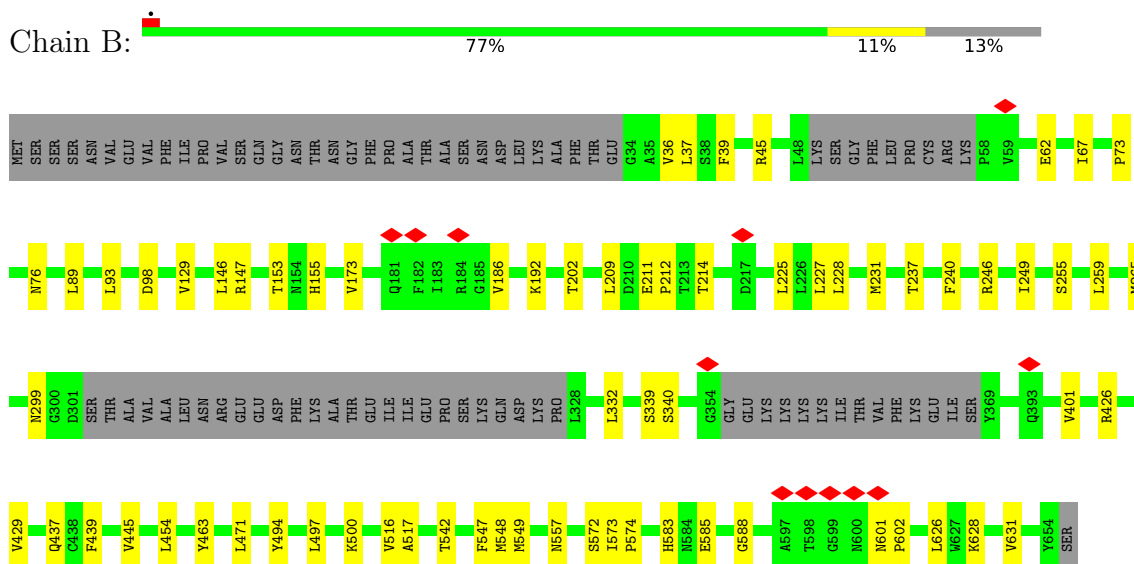 Chain B:
77% 11% 13%
MET SER SER SER ASN VAL GLU VAL PHE ILE PRO VAL SER GLN GLY ASN THR ASN GLY PHE PHE PRO ALA THR ALA SER ASN ASP LEU LYS ALA PHE THR GLU G34 A35 V36 L37 S38 F39 R45 L48 LYS SER GLY PHE LEU PRO CYS ARG LYS P58 V59 E62 I67 P73
N76 L89 L93 D98 V129 L146 R147 T153 N154 H155 V173 Q181 F182 I183 R184 G185 V186 K192 T202 L209 D210 E211 P212 T213 T214 D217 L225 L226 L227 L228 M231 T237 F240 R246 I249 S255 L259
N299 G300 D301 SER THR ALA VAL ALA LEU ASN ARG GLU GLU ASP PHE LYS ALA THR GLU ILE ILE GLU PRO SER LYS GLN ASP LYS PRO L328 L332 S339 S340 G354 GLY GLU LYS LYS LYS LYS ILE THR VAL PHE LYS GLU ILE SER Y369 Q393 V401 R426
V429 Q437 C438 F439 V445 L454 Y463 L471 Y494 L497 K500 V516 A517 T542 F547 M548 M549 N557 S572 I573 P574 H583 N584 E585 G588 A597 T598 G599 N600 N601 P602 L626 W627 K628 V631 Y654 SER